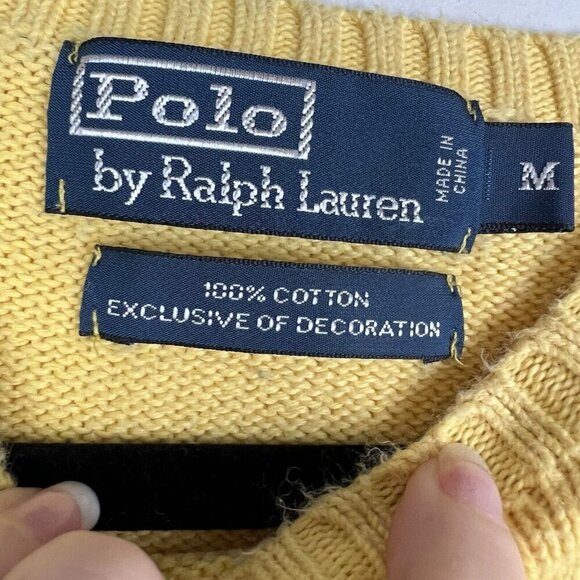 Polo
by Ralph Lauren
MADE IN
CHINA
M
100% COTTON
EXCLUSIVE OF DECORATION